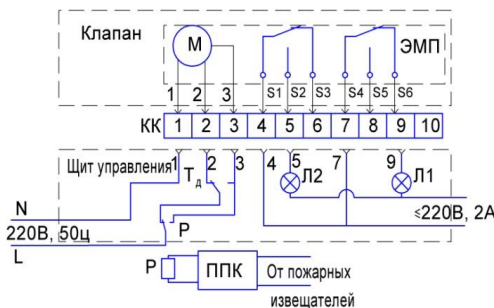 Клапан
М
ЭМП
1 2 3 S1 S2 S3 S4 S5 S6
КК 1 2 3 4 5 6 7 8 9 10
Щит управления 1 2 3 4 5 7 9
Тд Л2 Л1
N
220В, 50ц Р ≤220В, 2А
L
Р ППК От пожарных
извещателей